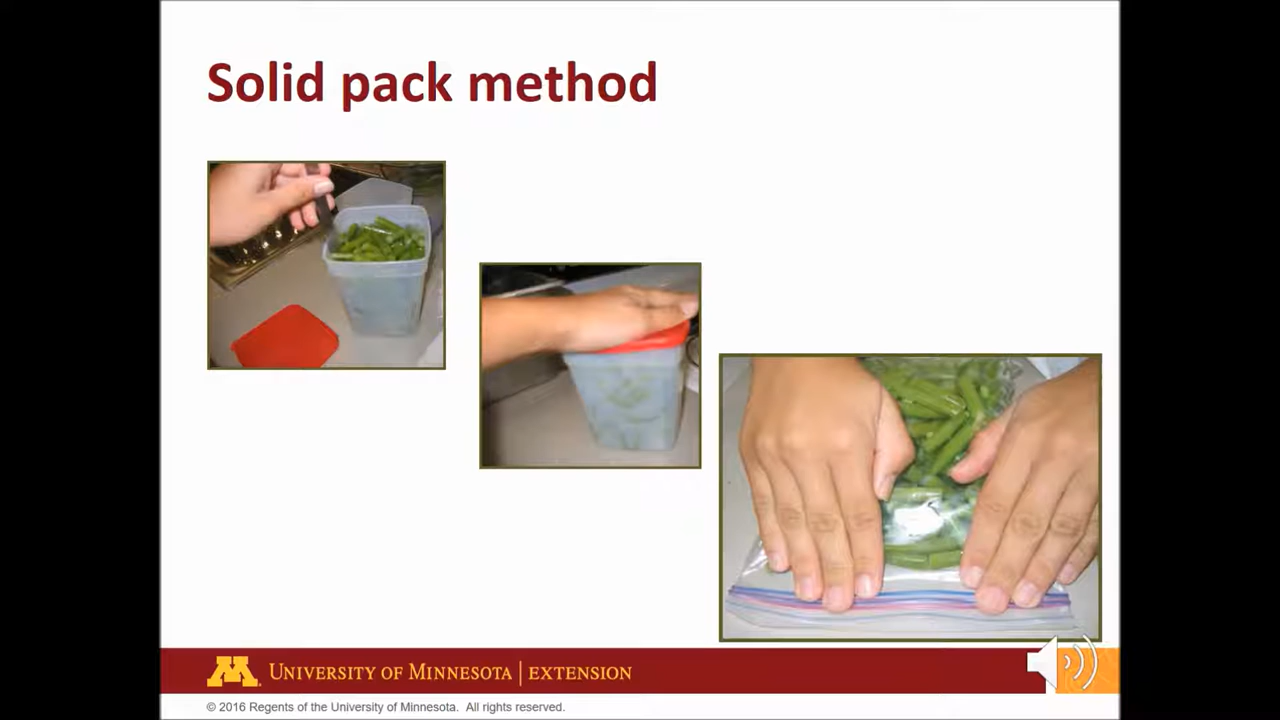 Solid pack method
M
UNIVERSITY OF MINNESOTA | EXTENSION
© 2016 Regents of the University of Minnesota. All rights reserved.